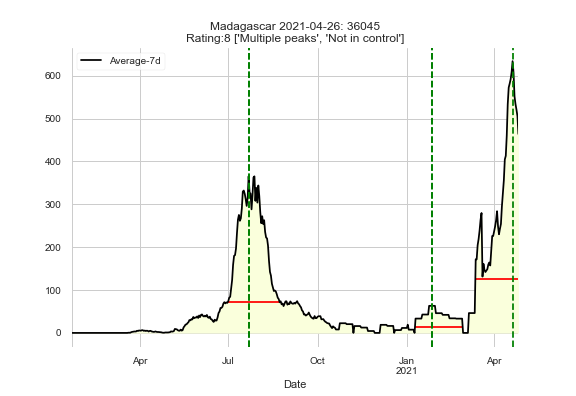 Madagascar 2021-04-26: 36045
Rating:8 ['Multiple peaks', 'Not in control']
Average-7d
600
500
400
300
200
100
0
Apr
Jul
Oct
Jan
2021
Apr
Date